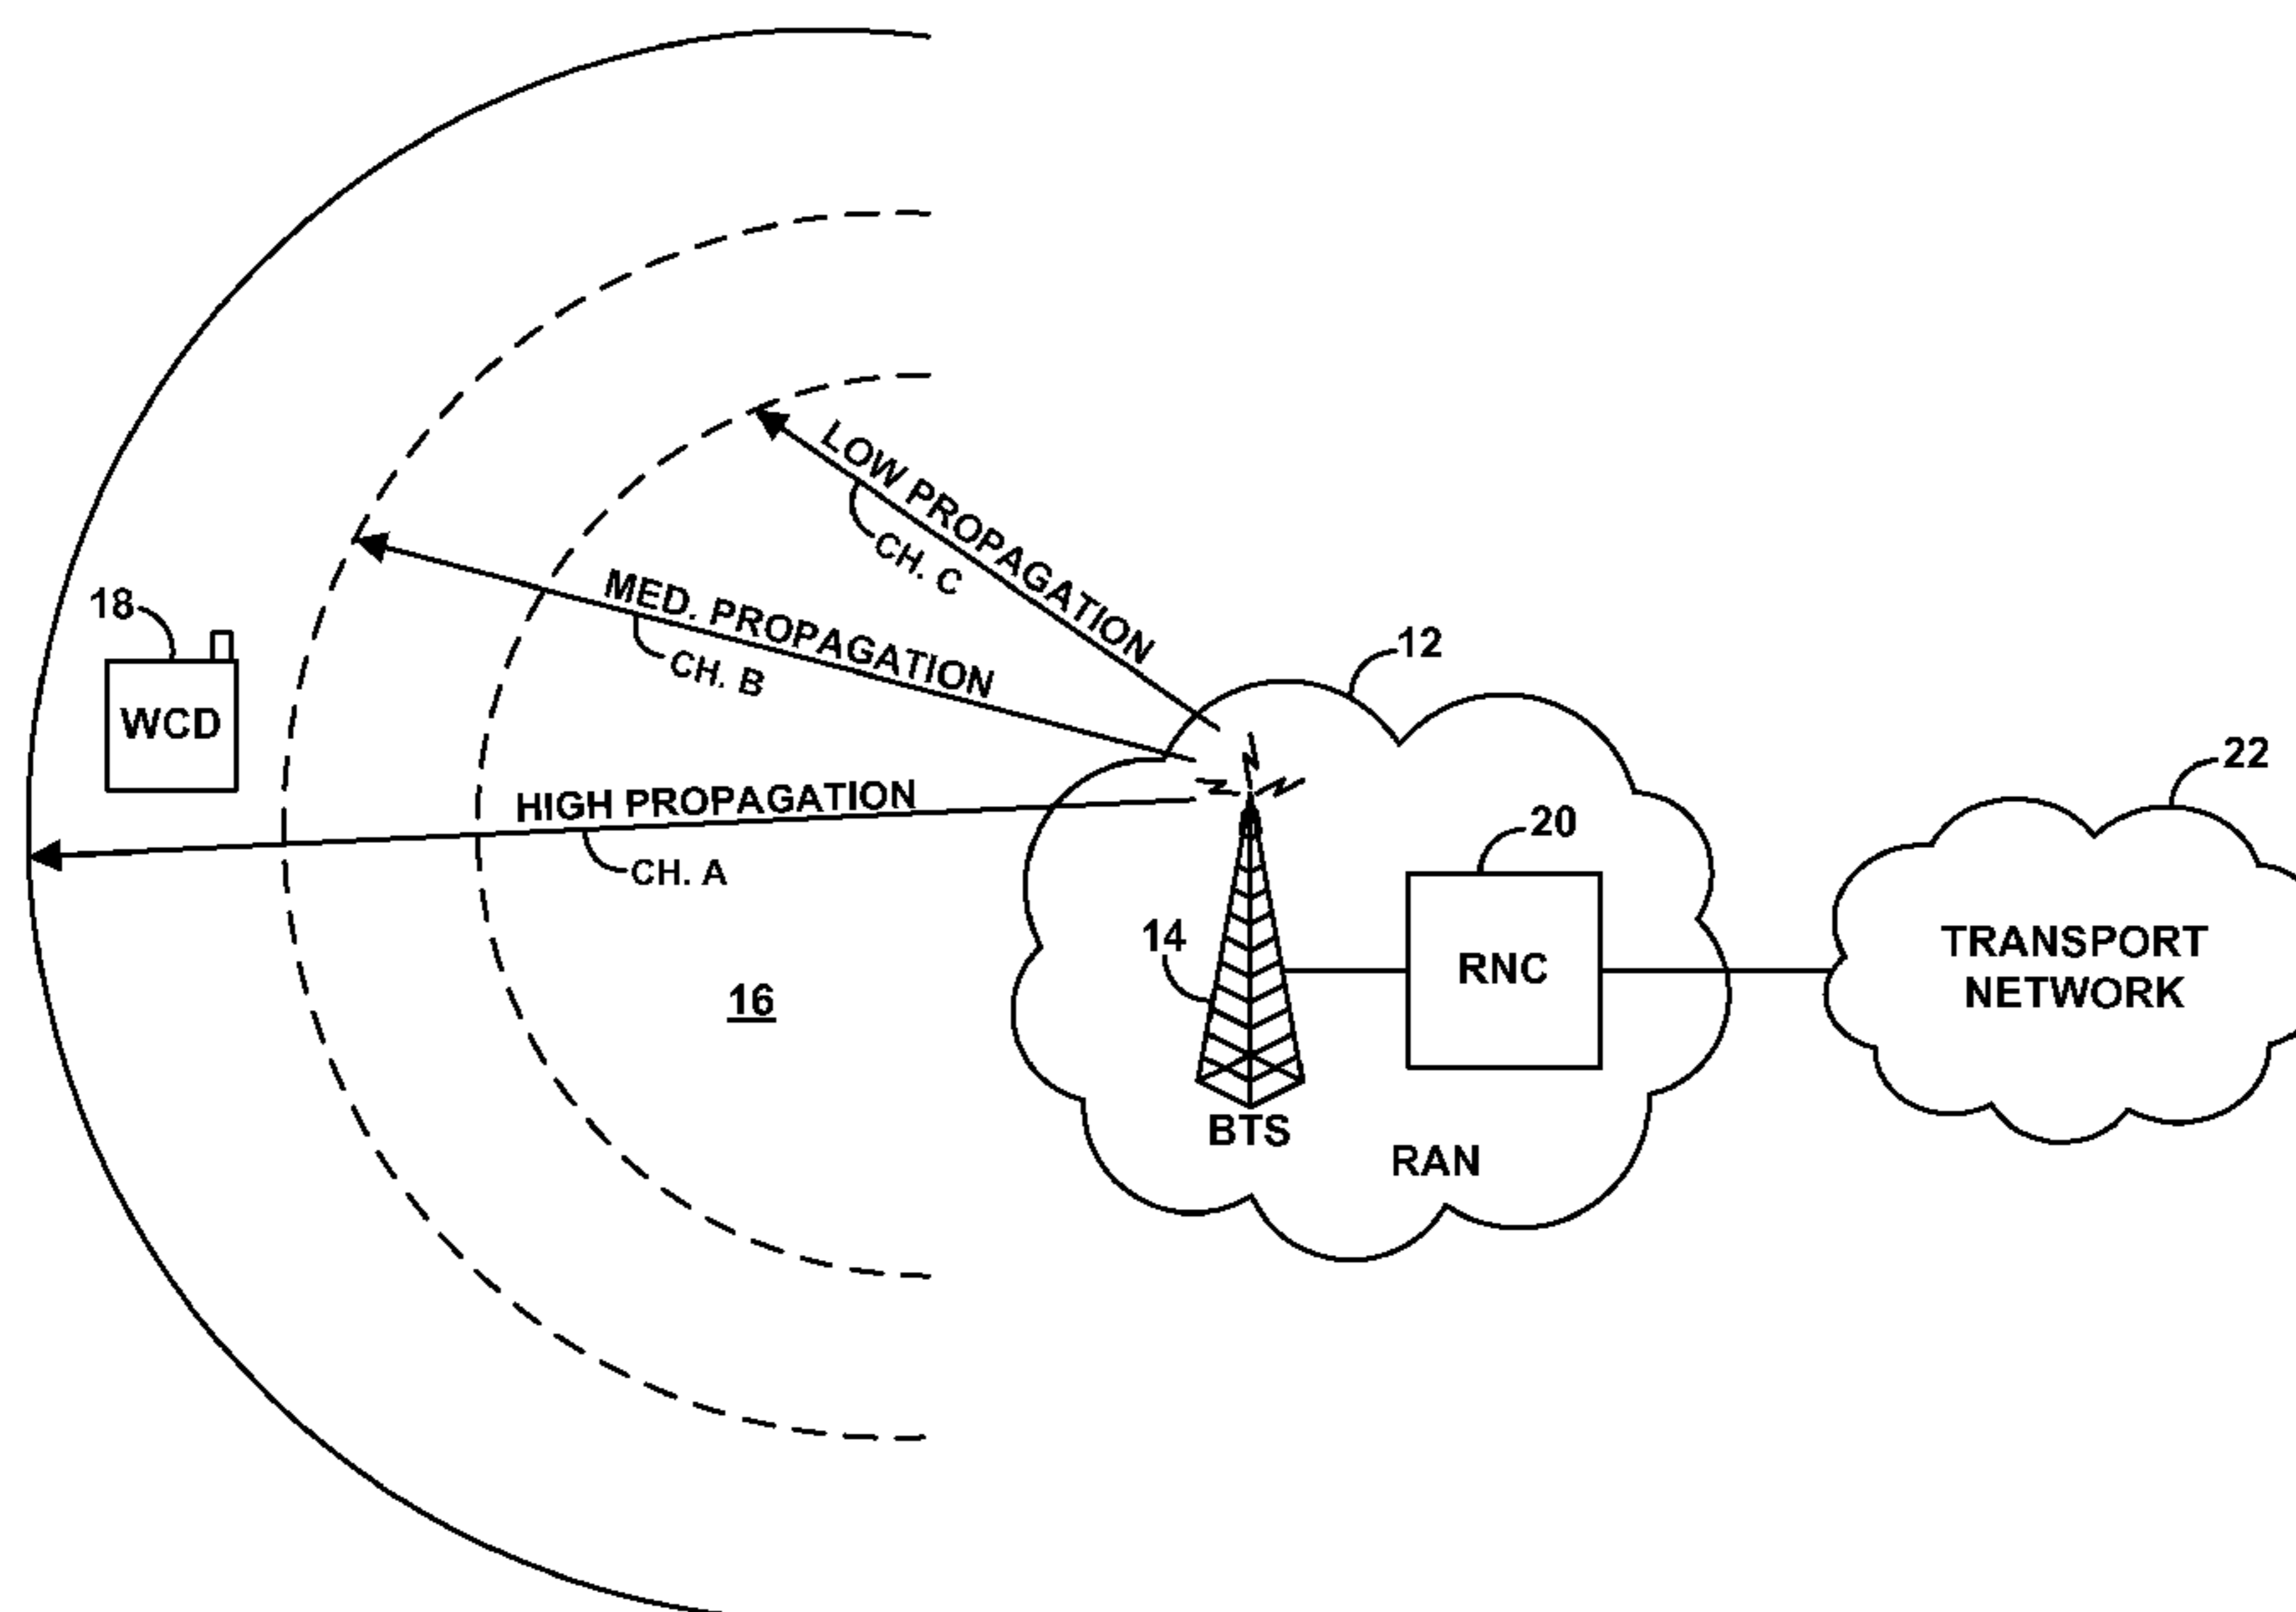 LOW PROPAGATION
CH. C
MED. PROPAGATION
CH. B
18
WCD
12
HIGH PROPAGATION
CH. A
22
20
14
RNC
TRANSPORT
NETWORK
16
BTS
RAN